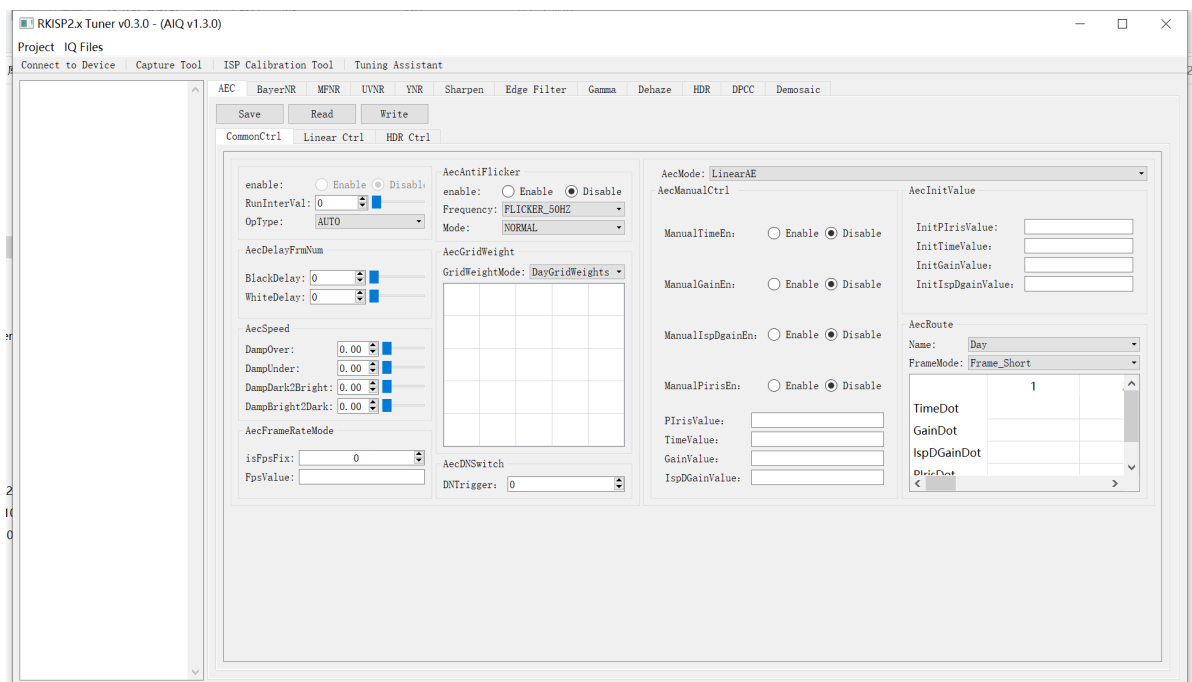 RKISP2.x Tuner v0.3.0 - (AIQ v1.3.0)
Project IQ Files
Connect to Device Capture Tool ISP Calibration Tool Tuning Assistant
AEC BayerNR MFNR UVNR YNR Sharpen Edge Filter Gamma Dehaze HDR DPCC Demosaic
Save Read Write
CommonCtrl Linear Ctrl HDR Ctrl
enable: Enable Disable
RunInterVal: 0
OpType: AUTO
AecDelayFrmNum
BlackDelay: 0
WhiteDelay: 0
AecSpeed
DampOver: 0.00
DampUnder: 0.00
DampDark2Bright: 0.00
DampBright2Dark: 0.00
AecFrameRateMode
isFpsFix: 0
FpsValue:
AecAntiFlicker
enable: Enable Disable
Frequency: FLICKER_50HZ
Mode: NORMAL
AecGridWeight
GridWeightMode: DayGridWeights
AecDNSwitch
DNTrigger: 0
AecMode: LinearAE
AecManualCtrl
ManualTimeEn: Enable Disable
ManualGainEn: Enable Disable
ManualIspDgainEn: Enable Disable
ManualPirisEn: Enable Disable
PIrisValue:
TimeValue:
GainValue:
IspDGainValue:
AecInitValue
InitPIrisValue:
InitTimeValue:
InitGainValue:
InitIspDgainValue:
AecRoute
Name: Day
FrameMode: Frame_Short
1
TimeDot
GainDot
IspDGainDot
PIrisDot